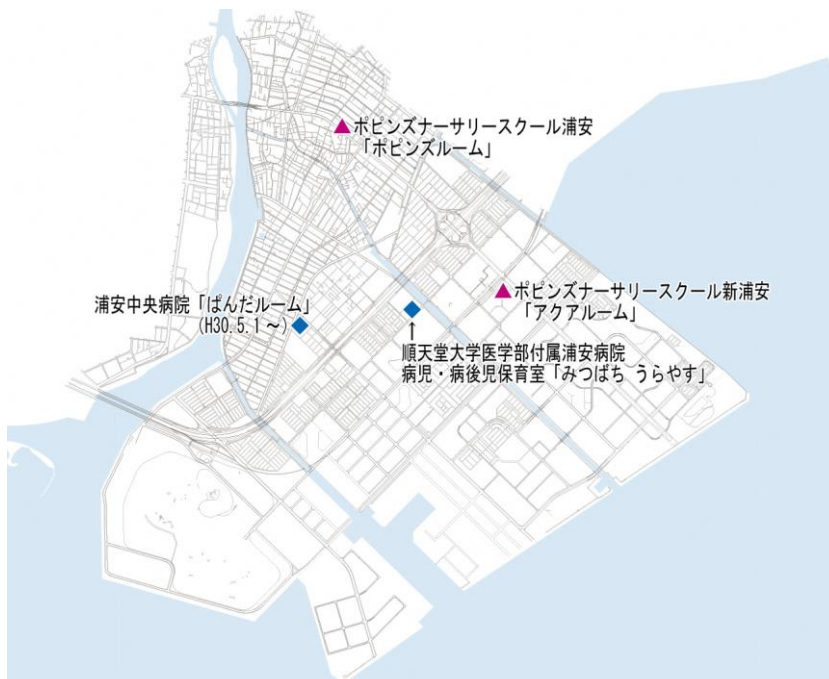 ▲ポピンズナーサリースクール浦安
「ポピンズルーム」
▲ポピンズナーサリースクール新浦安
「アクアルーム」
浦安中央病院「ぱんだルーム」
(H30.5.1～)◆
◆
↑
順天堂大学医学部付属浦安病院
病児・病後児保育室「みつばち うらやす」